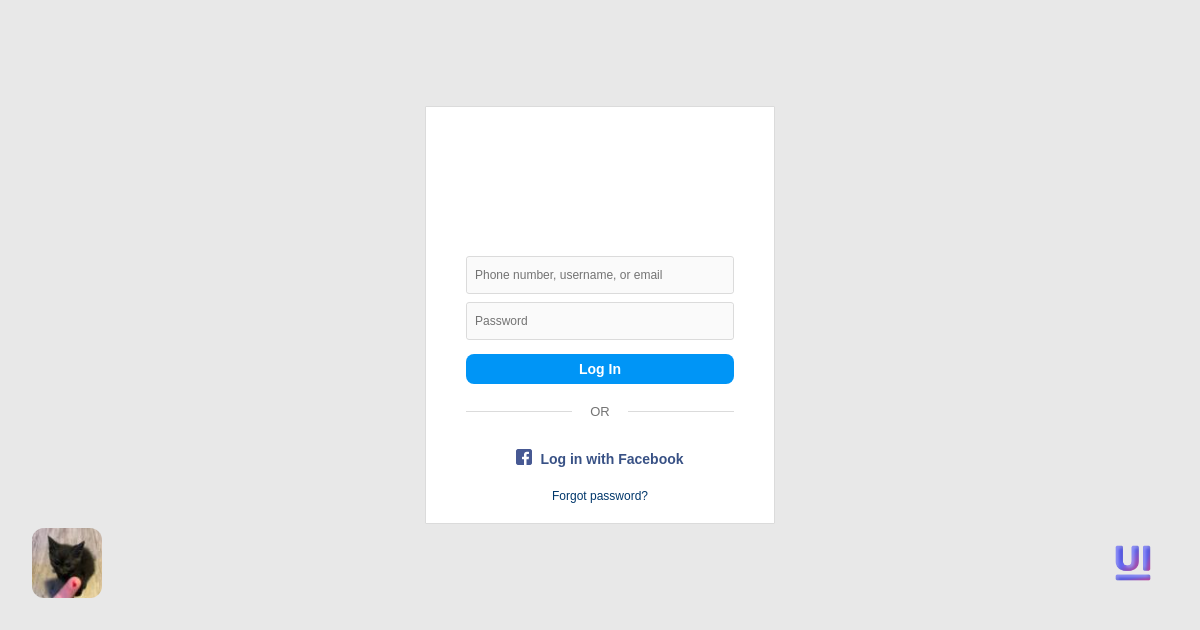 Phone number, username, or email
Password
Log In
OR
Log in with Facebook
Forgot password?
UI